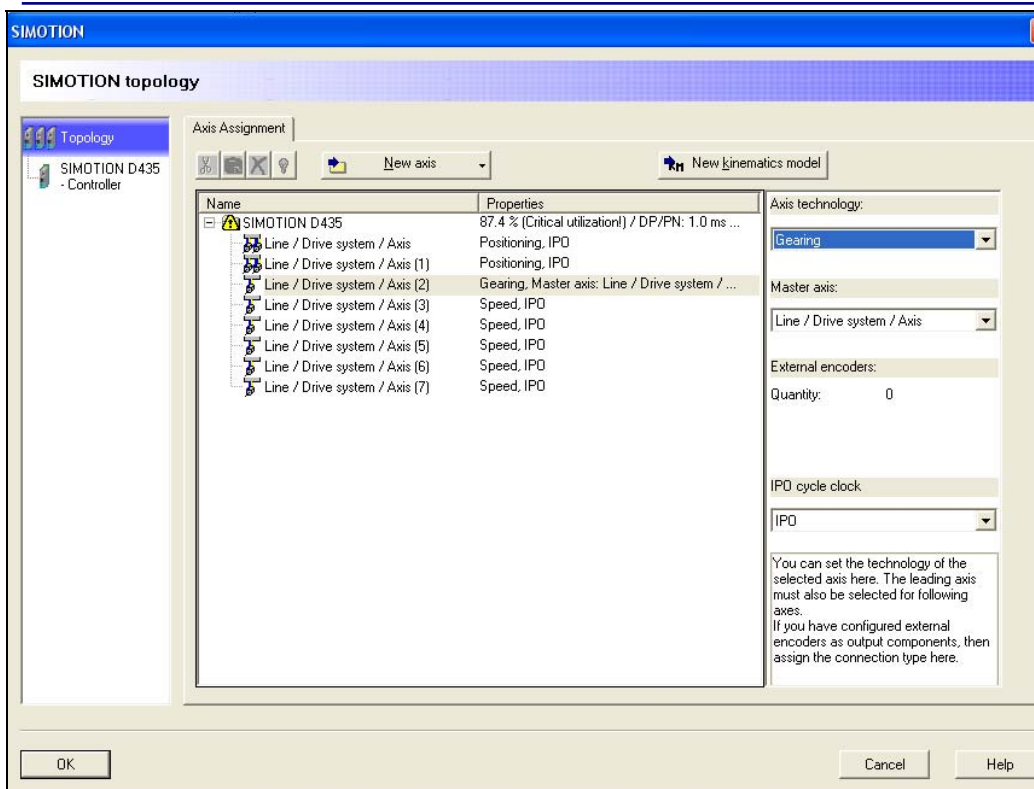 SIMOTION
SIMOTION topology
Topology
SIMOTION D435
- Controller
Axis Assignment
New axis
New kinematics model
Name Properties
SIMOTION D435 87.4 % (Critical utilization!) / DP/PN: 1.0 ms ...
Line / Drive system / Axis Positioning, IPO
Line / Drive system / Axis (1) Positioning, IPO
Line / Drive system / Axis (2) Gearing, Master axis: Line / Drive system / ...
Line / Drive system / Axis (3) Speed, IPO
Line / Drive system / Axis (4) Speed, IPO
Line / Drive system / Axis (5) Speed, IPO
Line / Drive system / Axis (6) Speed, IPO
Line / Drive system / Axis (7) Speed, IPO
Axis technology:
Gearing
Master axis:
Line / Drive system / Axis
External encoders:
Quantity: 0
IPO cycle clock
IPO
You can set the technology of the
selected axis here. The leading axis
must also be selected for following
axes.
If you have configured external
encoders as output components, then
assign the connection type here.
OK
Cancel
Help